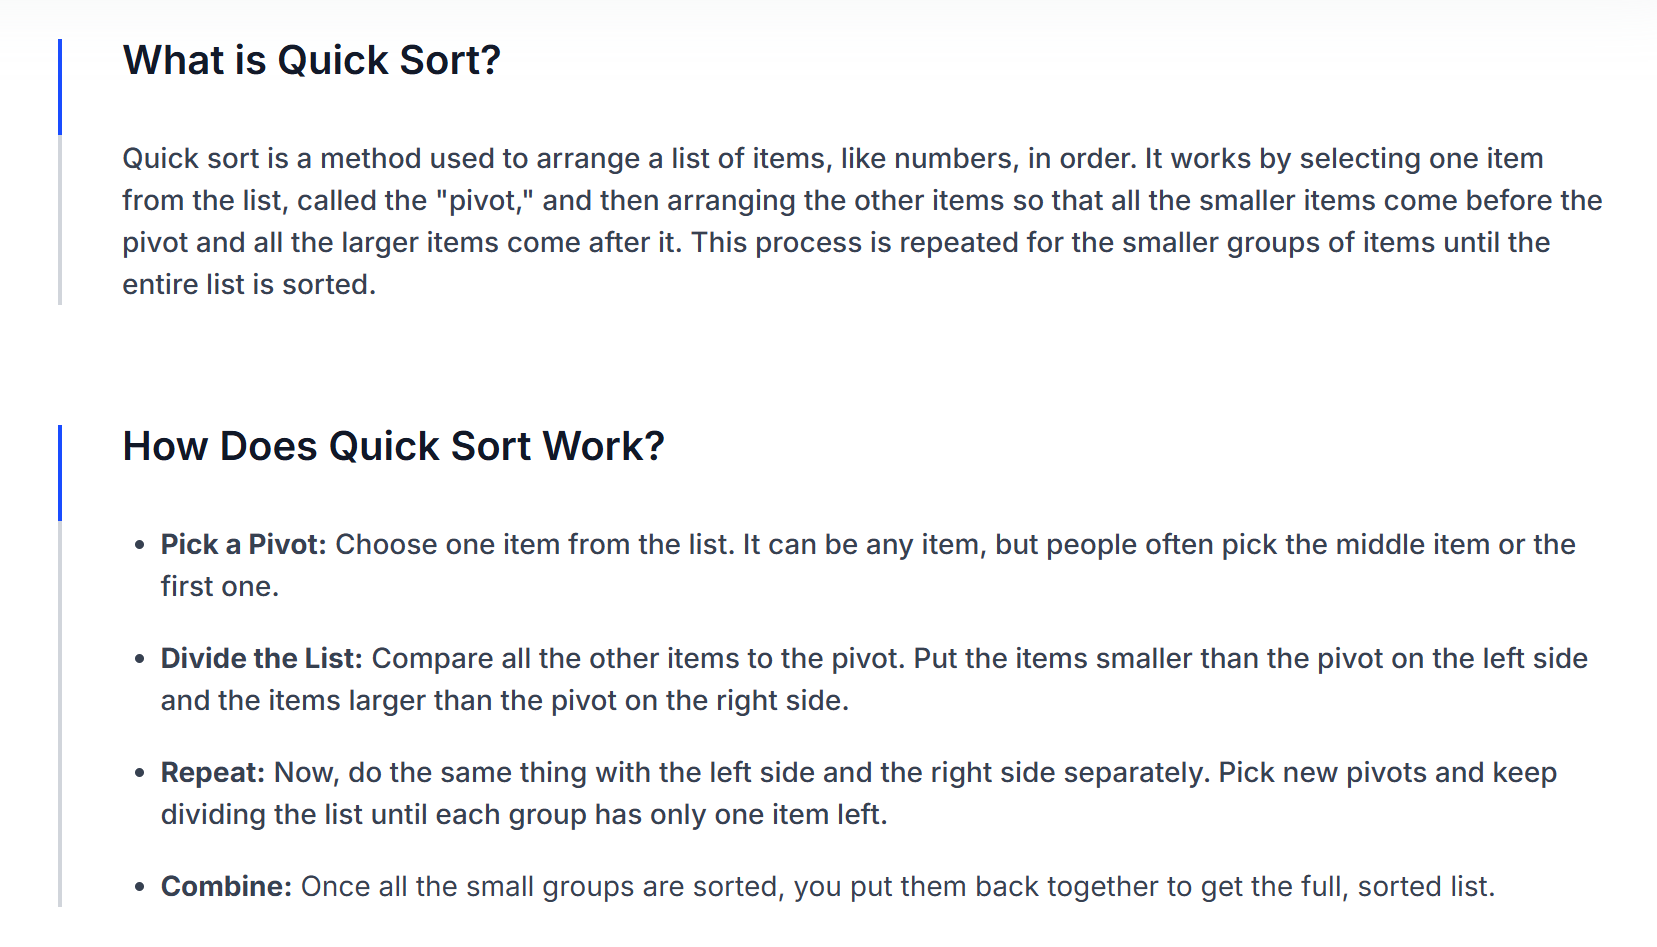 What is Quick Sort?
Quick sort is a method used to arrange a list of items, like numbers, in order. It works by selecting one item
from the list, called the "pivot," and then arranging the other items so that all the smaller items come before the
pivot and all the larger items come after it. This process is repeated for the smaller groups of items until the
entire list is sorted.
How Does Quick Sort Work?
• Pick a Pivot: Choose one item from the list. It can be any item, but people often pick the middle item or the
first one.
• Divide the List: Compare all the other items to the pivot. Put the items smaller than the pivot on the left side
and the items larger than the pivot on the right side.
• Repeat: Now, do the same thing with the left side and the right side separately. Pick new pivots and keep
dividing the list until each group has only one item left.
• Combine: Once all the small groups are sorted, you put them back together to get the full, sorted list.